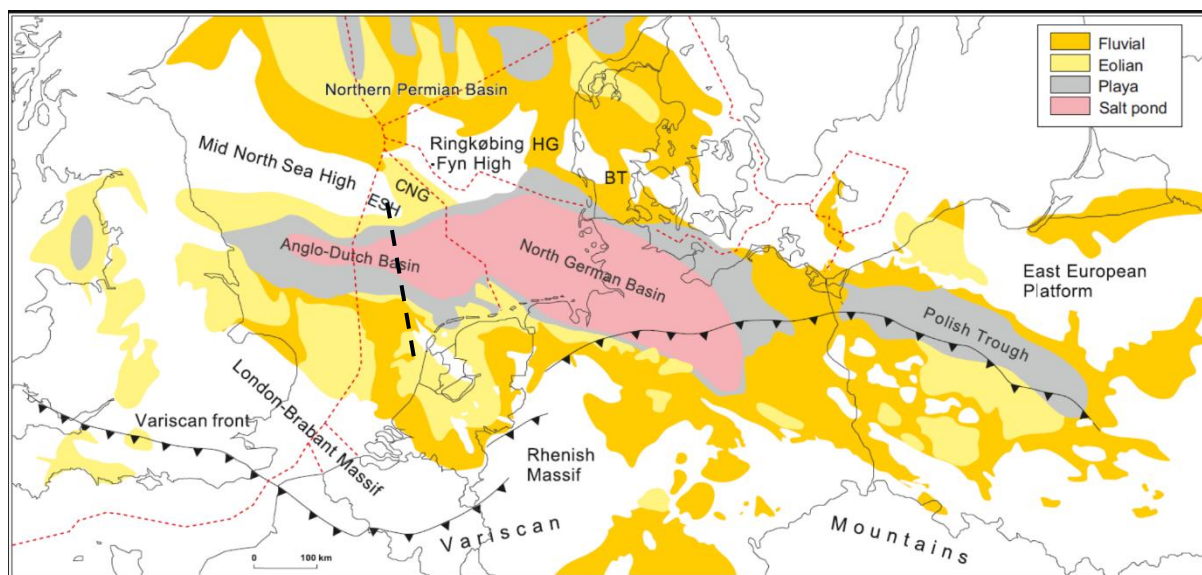 Fluvial
Eolian
Playa
Salt pond
Northern Permian Basin
Mid North Sea High
Ringkøbing
-Fyn High
HG
BT
CNG
ESH
Anglo-Dutch Basin
North German Basin
East European
Platform
Polish Trough
London-Brabant Massif
Variscan front
Rhenish
Massif
Variscan
Mountains
0 100 km